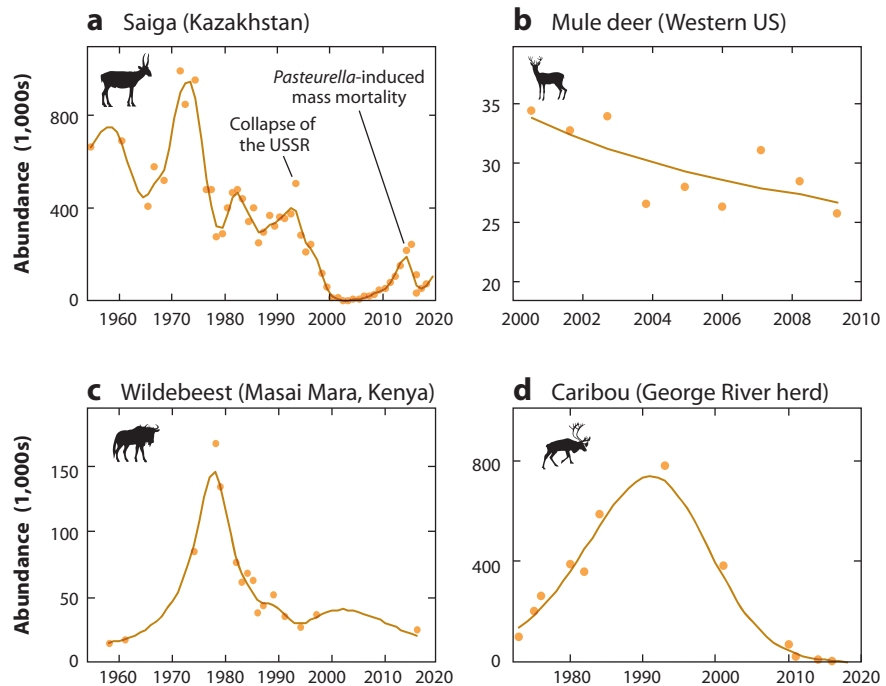 a Saiga (Kazakhstan)
Abundance (1,000s)
800
400
0
1960 1970 1980 1990 2000 2010 2020
Collapse of
the USSR
Pasteurella-induced
mass mortality
b Mule deer (Western US)
35
30
25
20
2000 2002 2004 2006 2008 2010
c Wildebeest (Masai Mara, Kenya)
Abundance (1,000s)
150
100
50
0
1960 1970 1980 1990 2000 2010 2020
d Caribou (George River herd)
800
400
0
1980 1990 2000 2010 2020